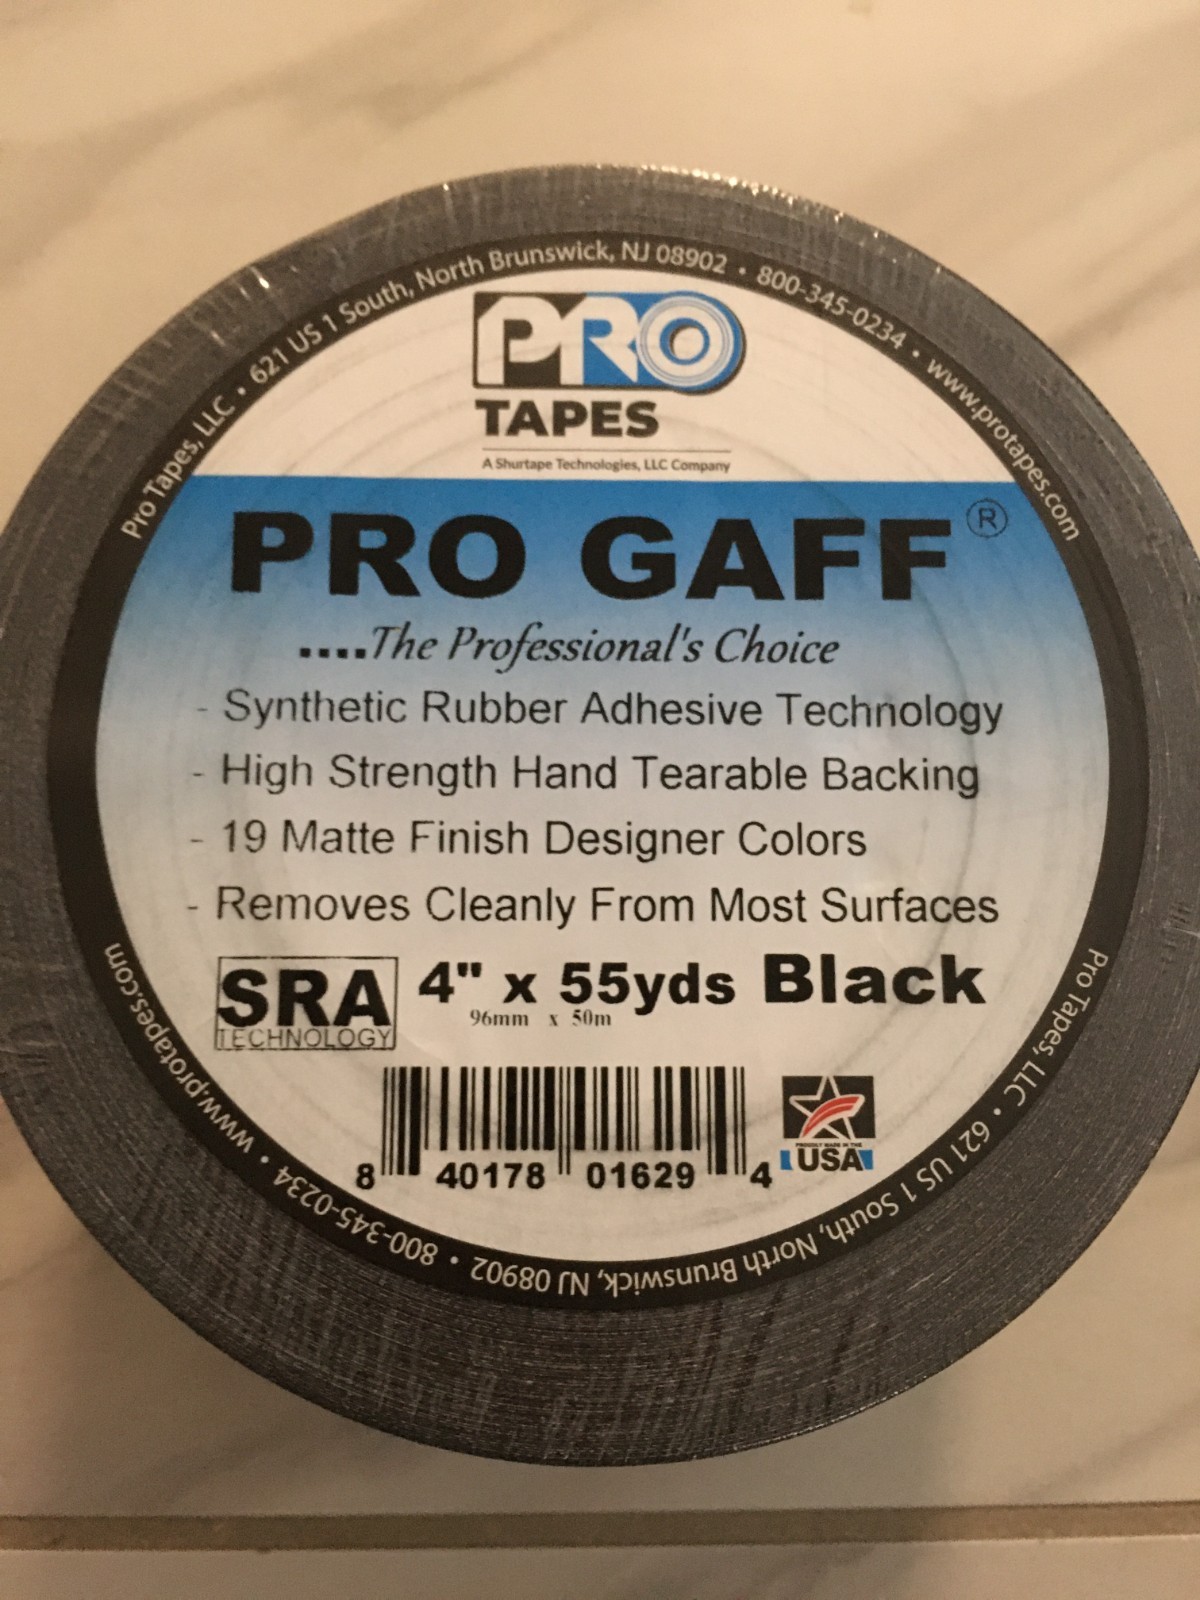 Pro Tapes, LLC • 621 US 1 South, North Brunswick, NJ 08902 • 800-345-0234 • www.protapes.com
PRO
TAPES
A Shurtape Technologies, LLC Company
PRO GAFF®
....The Professional's Choice
- Synthetic Rubber Adhesive Technology
- High Strength Hand Tearable Backing
- 19 Matte Finish Designer Colors
- Removes Cleanly From Most Surfaces
SRA
TECHNOLOGY
4" x 55yds Black
96mm x 50m
8 40178 01629 4
PROUDLY MADE IN THE
USA
Pro Tapes, LLC • 621 US 1 South, North Brunswick, NJ 08902 • 800-345-0234 • www.protapes.com